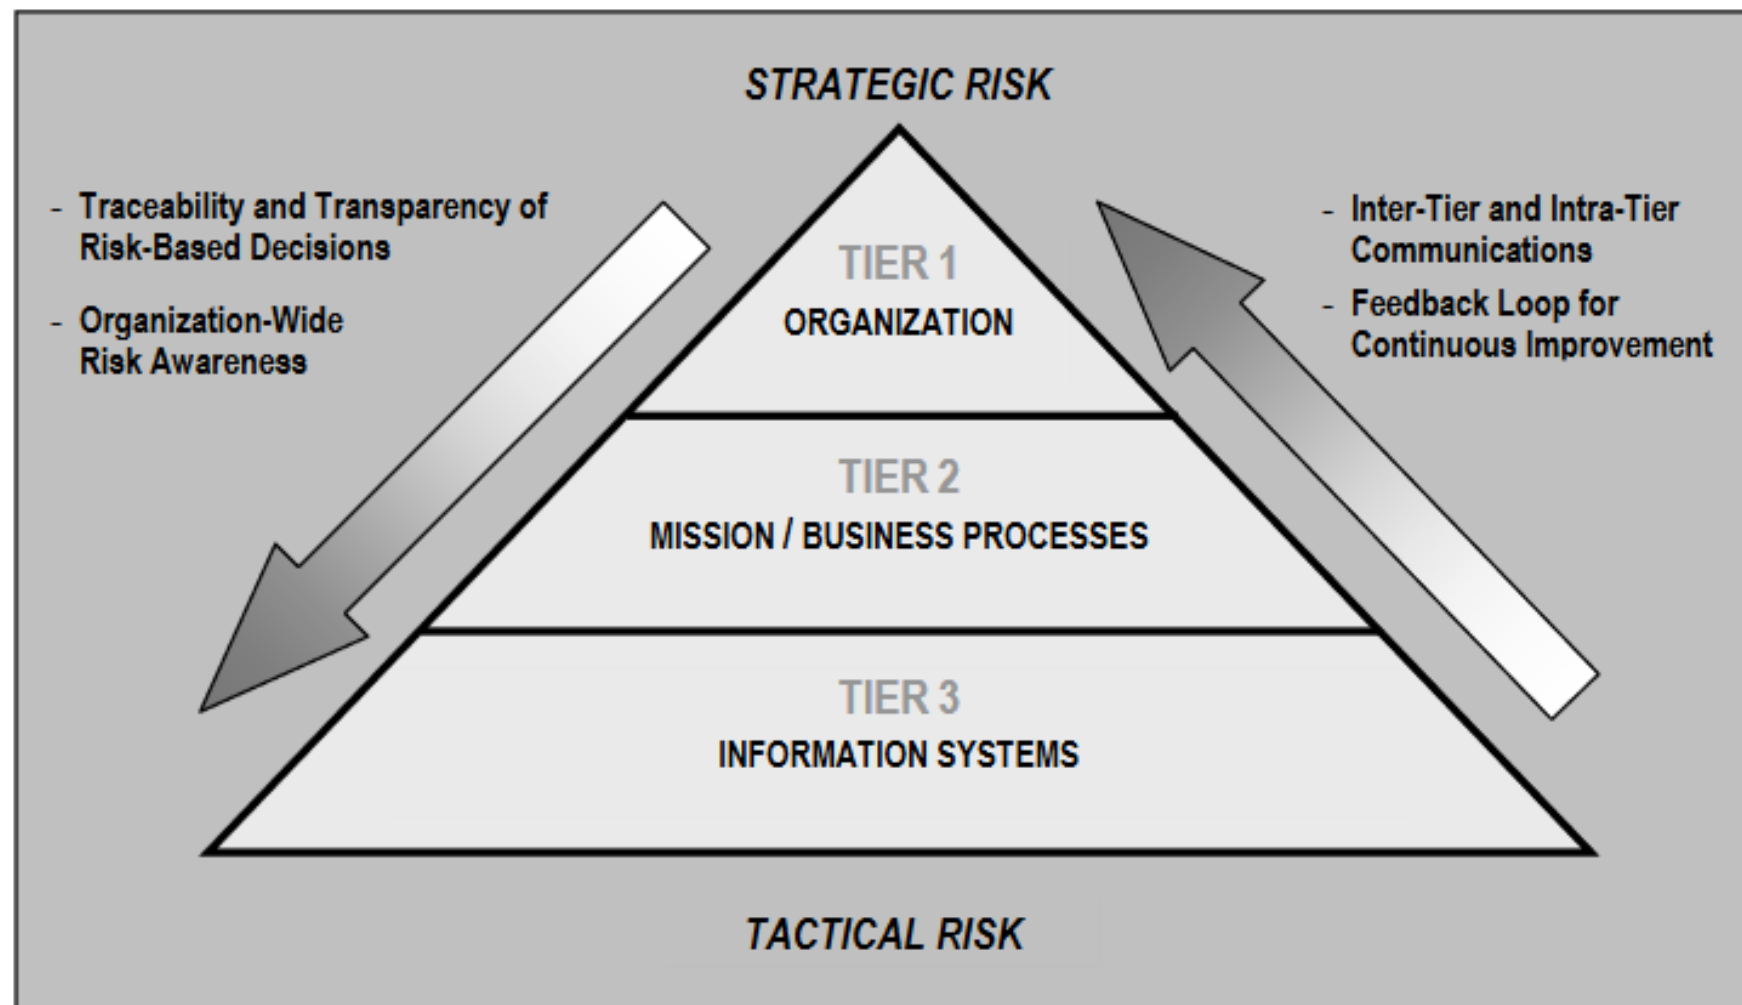 STRATEGIC RISK
- Traceability and Transparency of
Risk-Based Decisions
- Organization-Wide
Risk Awareness
- Inter-Tier and Intra-Tier
Communications
- Feedback Loop for
Continuous Improvement
TIER 1
ORGANIZATION
TIER 2
MISSION / BUSINESS PROCESSES
TIER 3
INFORMATION SYSTEMS
TACTICAL RISK